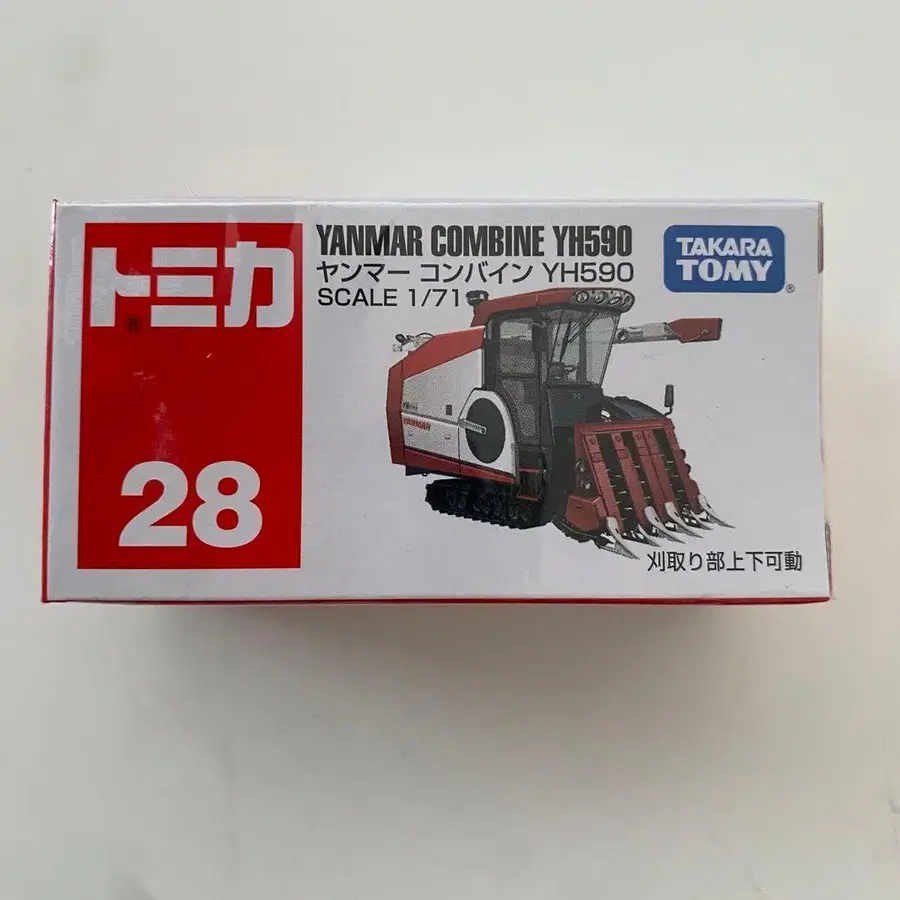 トミカ
®
28
YANMAR COMBINE YH590
ヤンマー コンバイン YH590
SCALE 1/71
TAKARA
TOMY
®
YANMAR
刈取り部上下可動